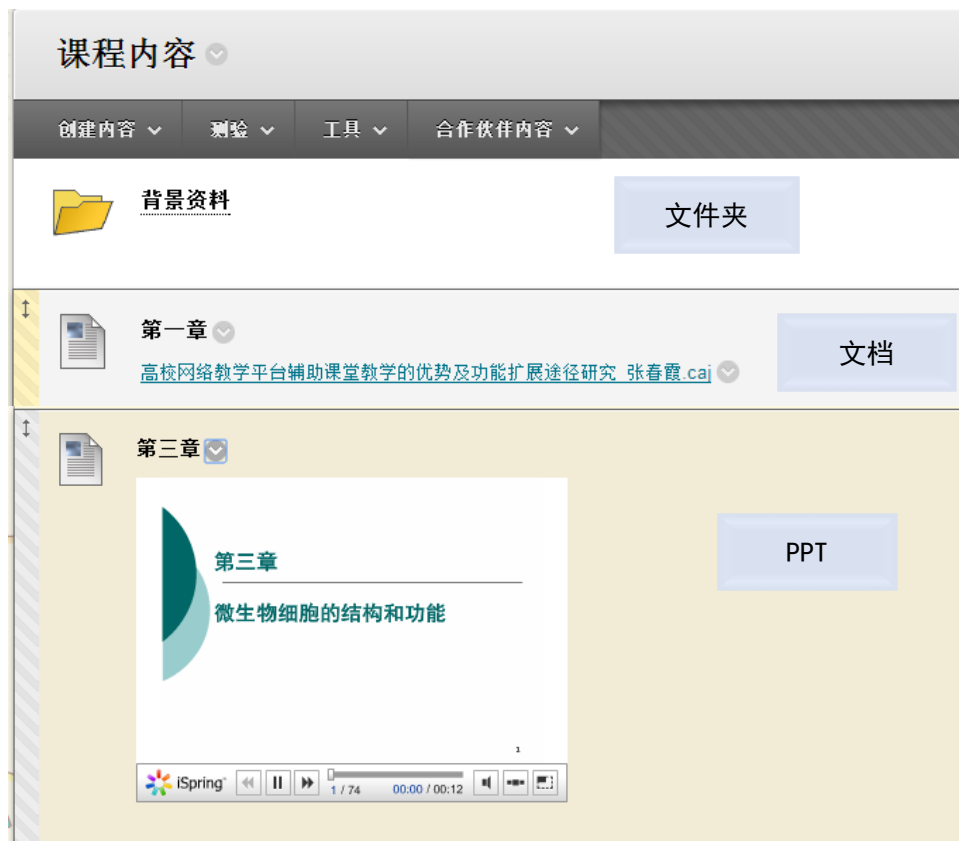 课程内容
创建内容 测验 工具 合作伙伴内容
背景资料
文件夹
第一章
高校网络教学平台辅助课堂教学的优势及功能扩展途径研究_张春霞.caj
文档
第三章
第三章
微生物细胞的结构和功能
PPT
1
iSpring 1 / 74 00:00 / 00:12